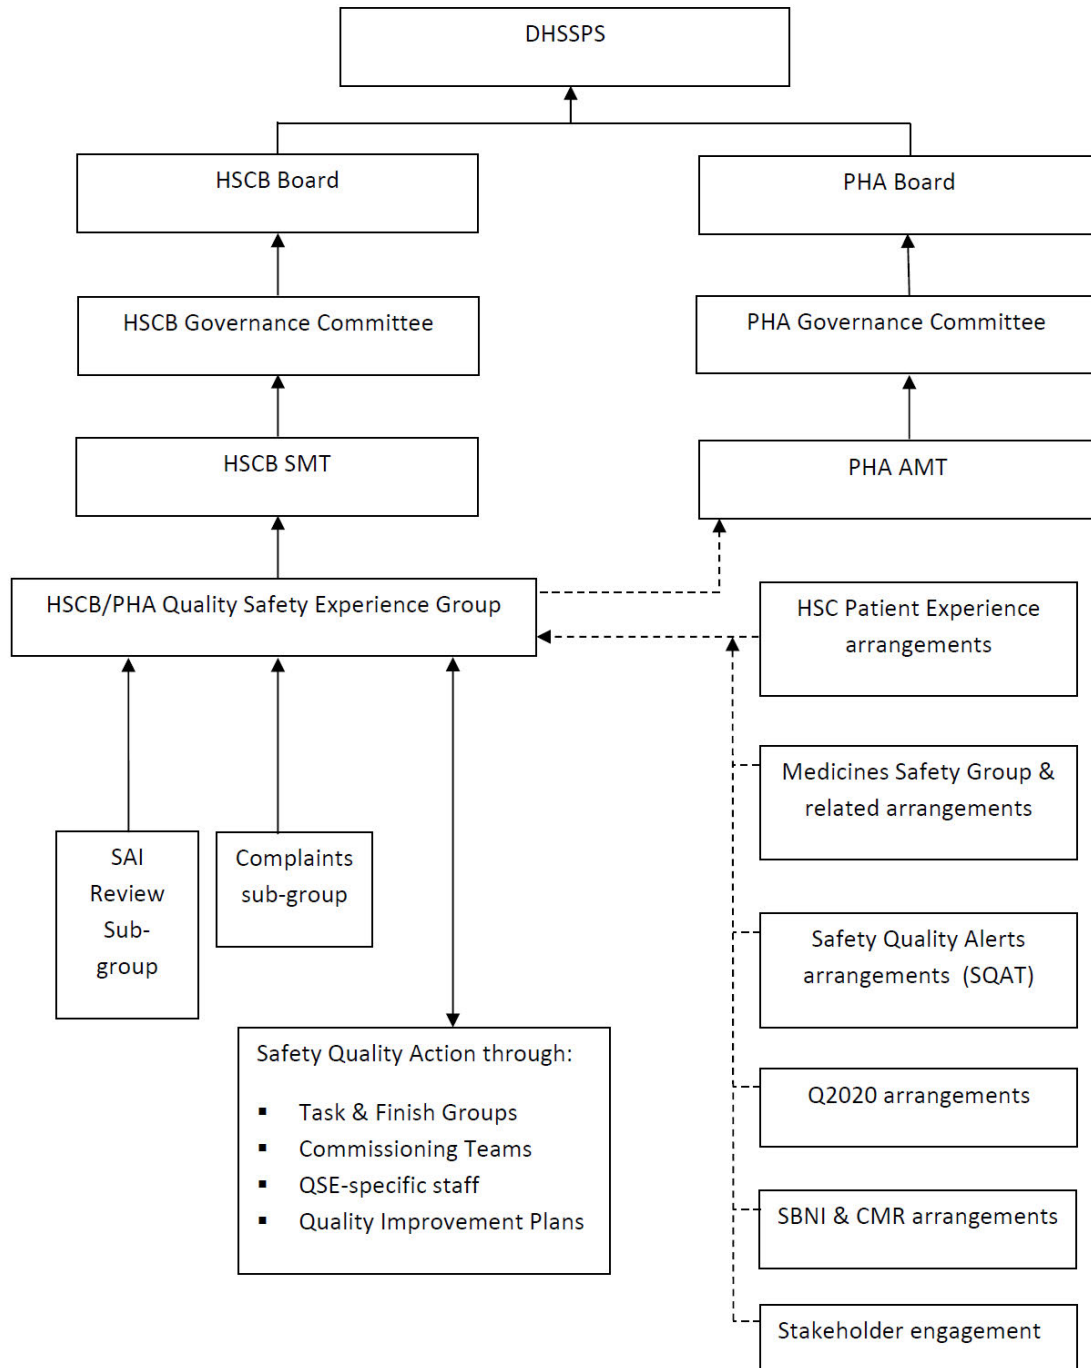 DHSSPS
HSCB Board
PHA Board
HSCB Governance Committee
PHA Governance Committee
HSCB SMT
PHA AMT
HSCB/PHA Quality Safety Experience Group
HSC Patient Experience
arrangements
Medicines Safety Group &
related arrangements
SAI
Review
Sub-
group
Complaints
sub-group
Safety Quality Alerts
arrangements (SQAT)
Safety Quality Action through:
▪ Task & Finish Groups
▪ Commissioning Teams
▪ QSE-specific staff
▪ Quality Improvement Plans
Q2020 arrangements
SBNI & CMR arrangements
Stakeholder engagement